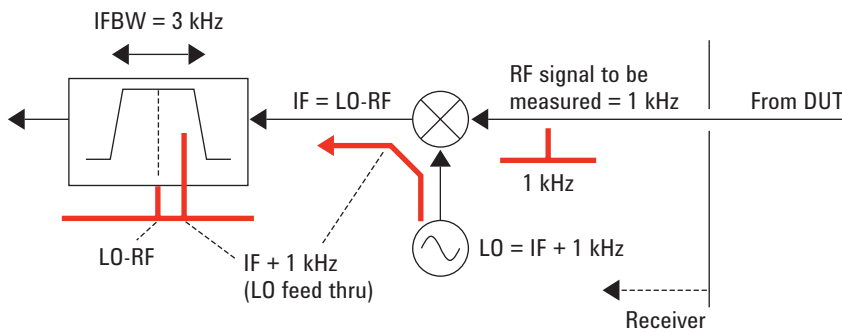 IFBW = 3 kHz
IF = LO-RF
RF signal to be
measured = 1 kHz
From DUT
1 kHz
LO-RF
IF + 1 kHz
(LO feed thru)
LO = IF + 1 kHz
Receiver